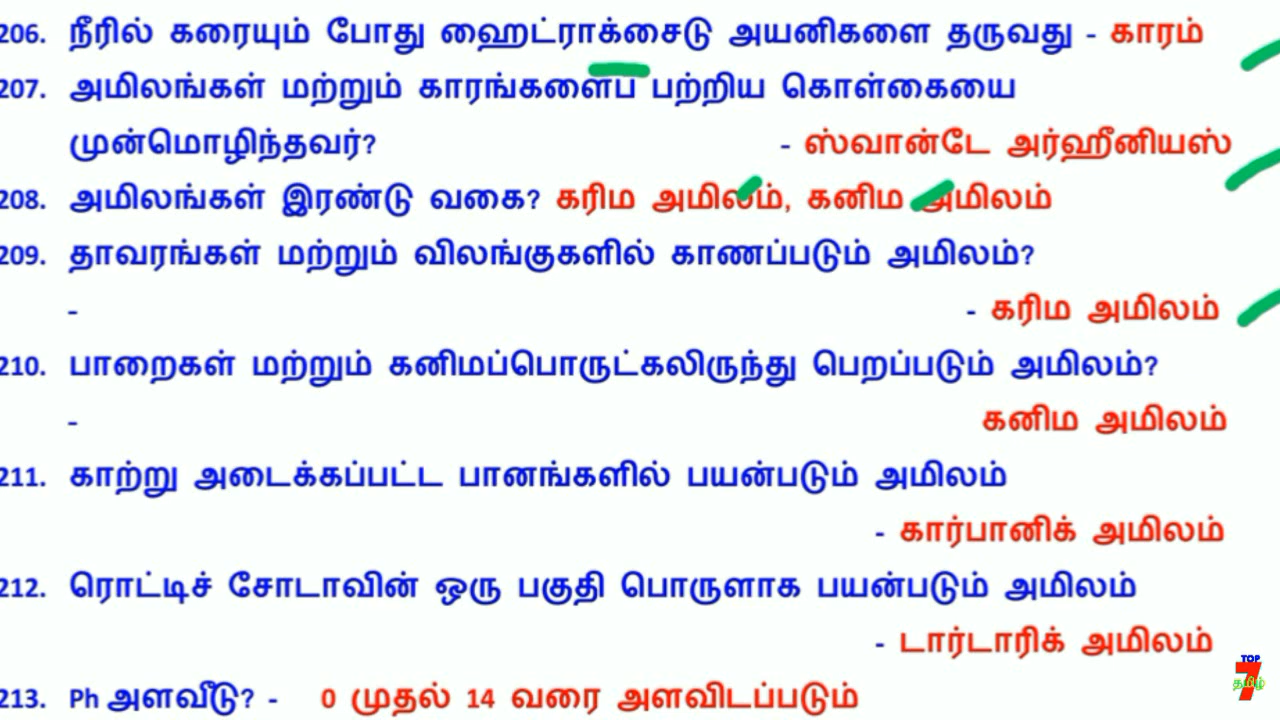 206. நீரில் கரையும் போது ஹைட்ராக்சைடு அயனிகளை தருவது - காரம்
207. அமிலங்கள் மற்றும் காரங்களைப் பற்றிய கொள்கையை
முன்மொழிந்தவர்? - ஸ்வான்டே அர்ஹீனியஸ்
208. அமிலங்கள் இரண்டு வகை? கரிம அமிலம், கனிம அமிலம்
209. தாவரங்கள் மற்றும் விலங்குகளில் காணப்படும் அமிலம்?
- - கரிம அமிலம்
210. பாறைகள் மற்றும் கனிமப்பொருட்கலிருந்து பெறப்படும் அமிலம்?
- கனிம அமிலம்
211. காற்று அடைக்கப்பட்ட பானங்களில் பயன்படும் அமிலம்
- கார்பானிக் அமிலம்
212. ரொட்டிச் சோடாவின் ஒரு பகுதி பொருளாக பயன்படும் அமிலம்
- டார்டாரிக் அமிலம்
213. Ph அளவீடு? - 0 முதல் 14 வரை அளவிடப்படும்
TOP
7
தமிழ்